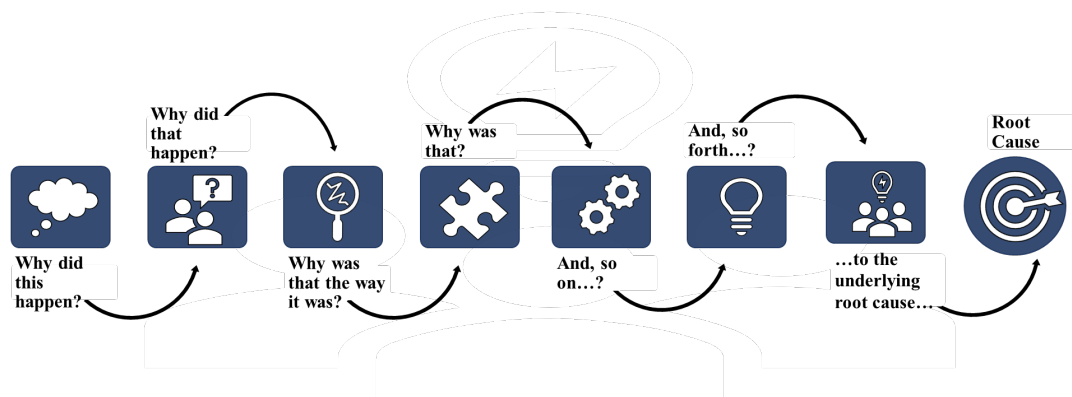 Why did
this
happen?
Why did
that
happen?
?
Why was
that the way
it was?
Why was
that?
And, so
on…?
And, so
forth…?
…to the
underlying
root cause…
Root
Cause